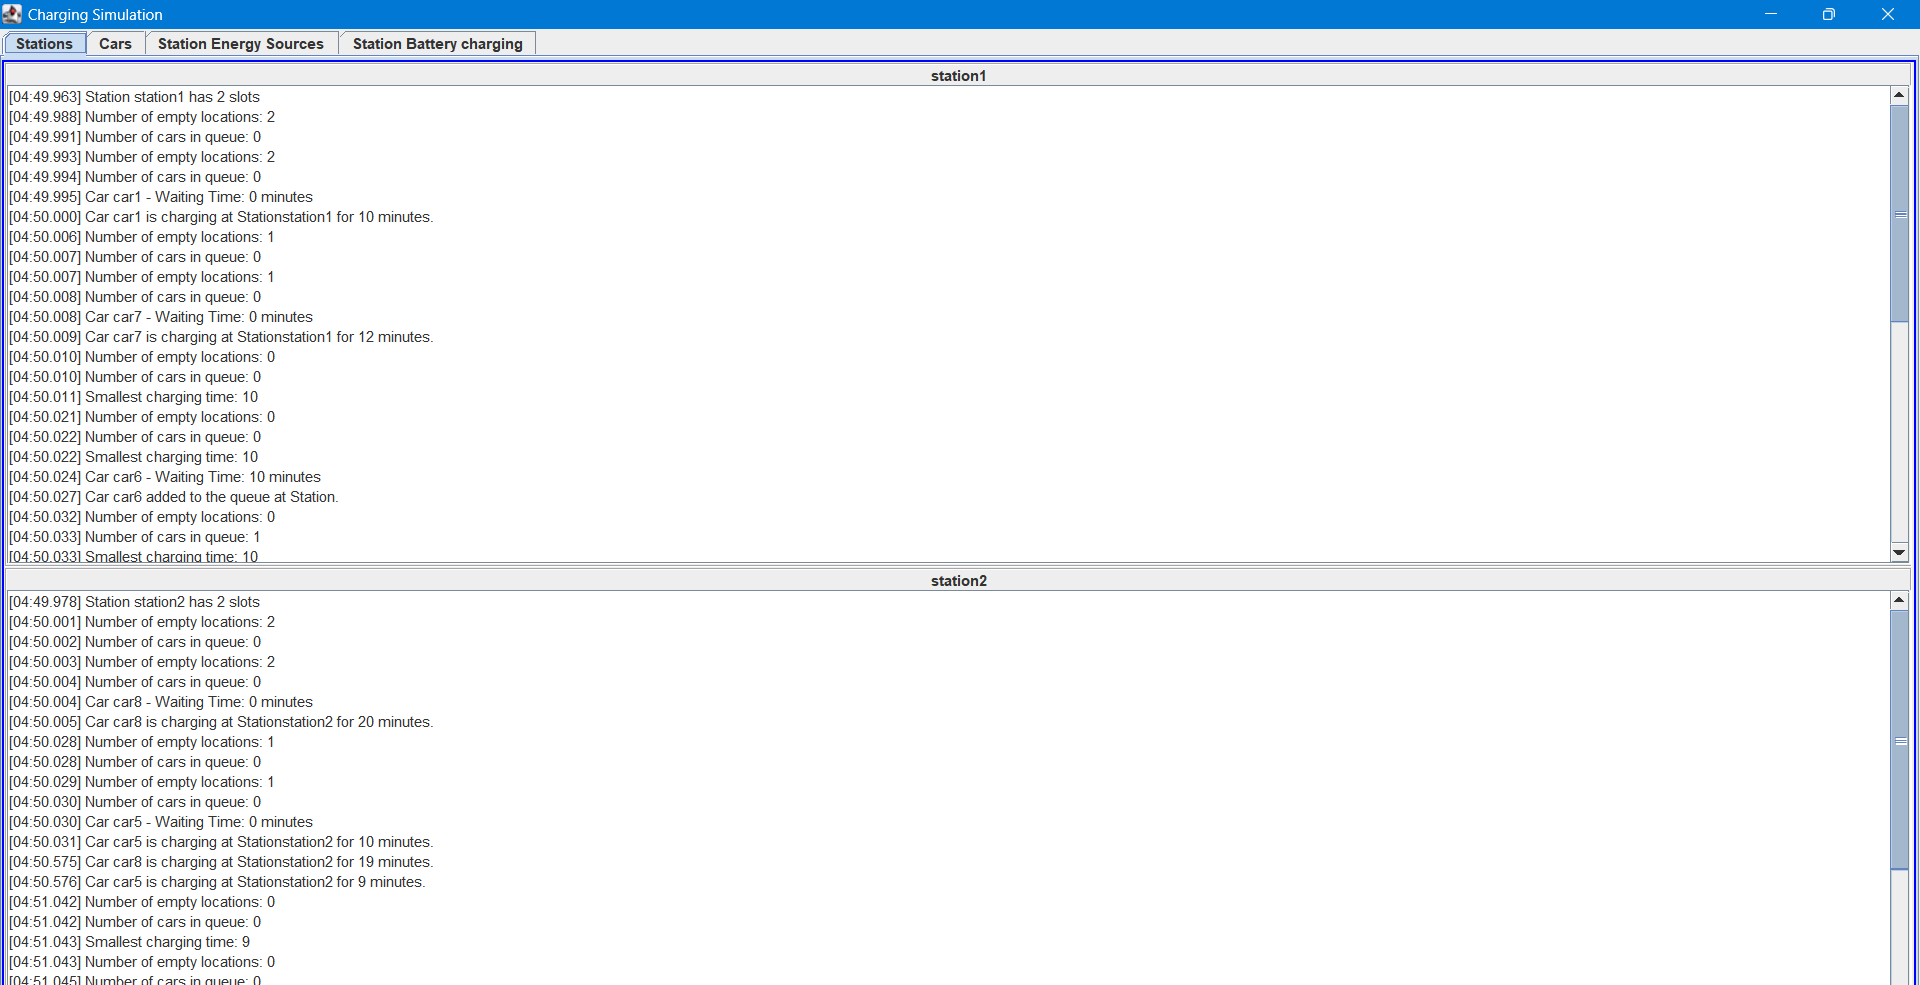 Charging Simulation
Stations Cars Station Energy Sources Station Battery charging
station1
[04:49.963] Station station1 has 2 slots
[04:49.988] Number of empty locations: 2
[04:49.991] Number of cars in queue: 0
[04:49.993] Number of empty locations: 2
[04:49.994] Number of cars in queue: 0
[04:49.995] Car car1 - Waiting Time: 0 minutes
[04:50.000] Car car1 is charging at Stationstation1 for 10 minutes.
[04:50.006] Number of empty locations: 1
[04:50.007] Number of cars in queue: 0
[04:50.007] Number of empty locations: 1
[04:50.008] Number of cars in queue: 0
[04:50.008] Car car7 - Waiting Time: 0 minutes
[04:50.009] Car car7 is charging at Stationstation1 for 12 minutes.
[04:50.010] Number of empty locations: 0
[04:50.010] Number of cars in queue: 0
[04:50.011] Smallest charging time: 10
[04:50.021] Number of empty locations: 0
[04:50.022] Number of cars in queue: 0
[04:50.022] Smallest charging time: 10
[04:50.024] Car car6 - Waiting Time: 10 minutes
[04:50.027] Car car6 added to the queue at Station.
[04:50.032] Number of empty locations: 0
[04:50.033] Number of cars in queue: 1
[04:50.033] Smallest charging time: 10
station2
[04:49.978] Station station2 has 2 slots
[04:50.001] Number of empty locations: 2
[04:50.002] Number of cars in queue: 0
[04:50.003] Number of empty locations: 2
[04:50.004] Number of cars in queue: 0
[04:50.004] Car car8 - Waiting Time: 0 minutes
[04:50.005] Car car8 is charging at Stationstation2 for 20 minutes.
[04:50.028] Number of empty locations: 1
[04:50.028] Number of cars in queue: 0
[04:50.029] Number of empty locations: 1
[04:50.030] Number of cars in queue: 0
[04:50.030] Car car5 - Waiting Time: 0 minutes
[04:50.031] Car car5 is charging at Stationstation2 for 10 minutes.
[04:50.575] Car car8 is charging at Stationstation2 for 19 minutes.
[04:50.576] Car car5 is charging at Stationstation2 for 9 minutes.
[04:51.042] Number of empty locations: 0
[04:51.042] Number of cars in queue: 0
[04:51.043] Smallest charging time: 9
[04:51.043] Number of empty locations: 0
[04:51.045] Number of cars in queue: 0